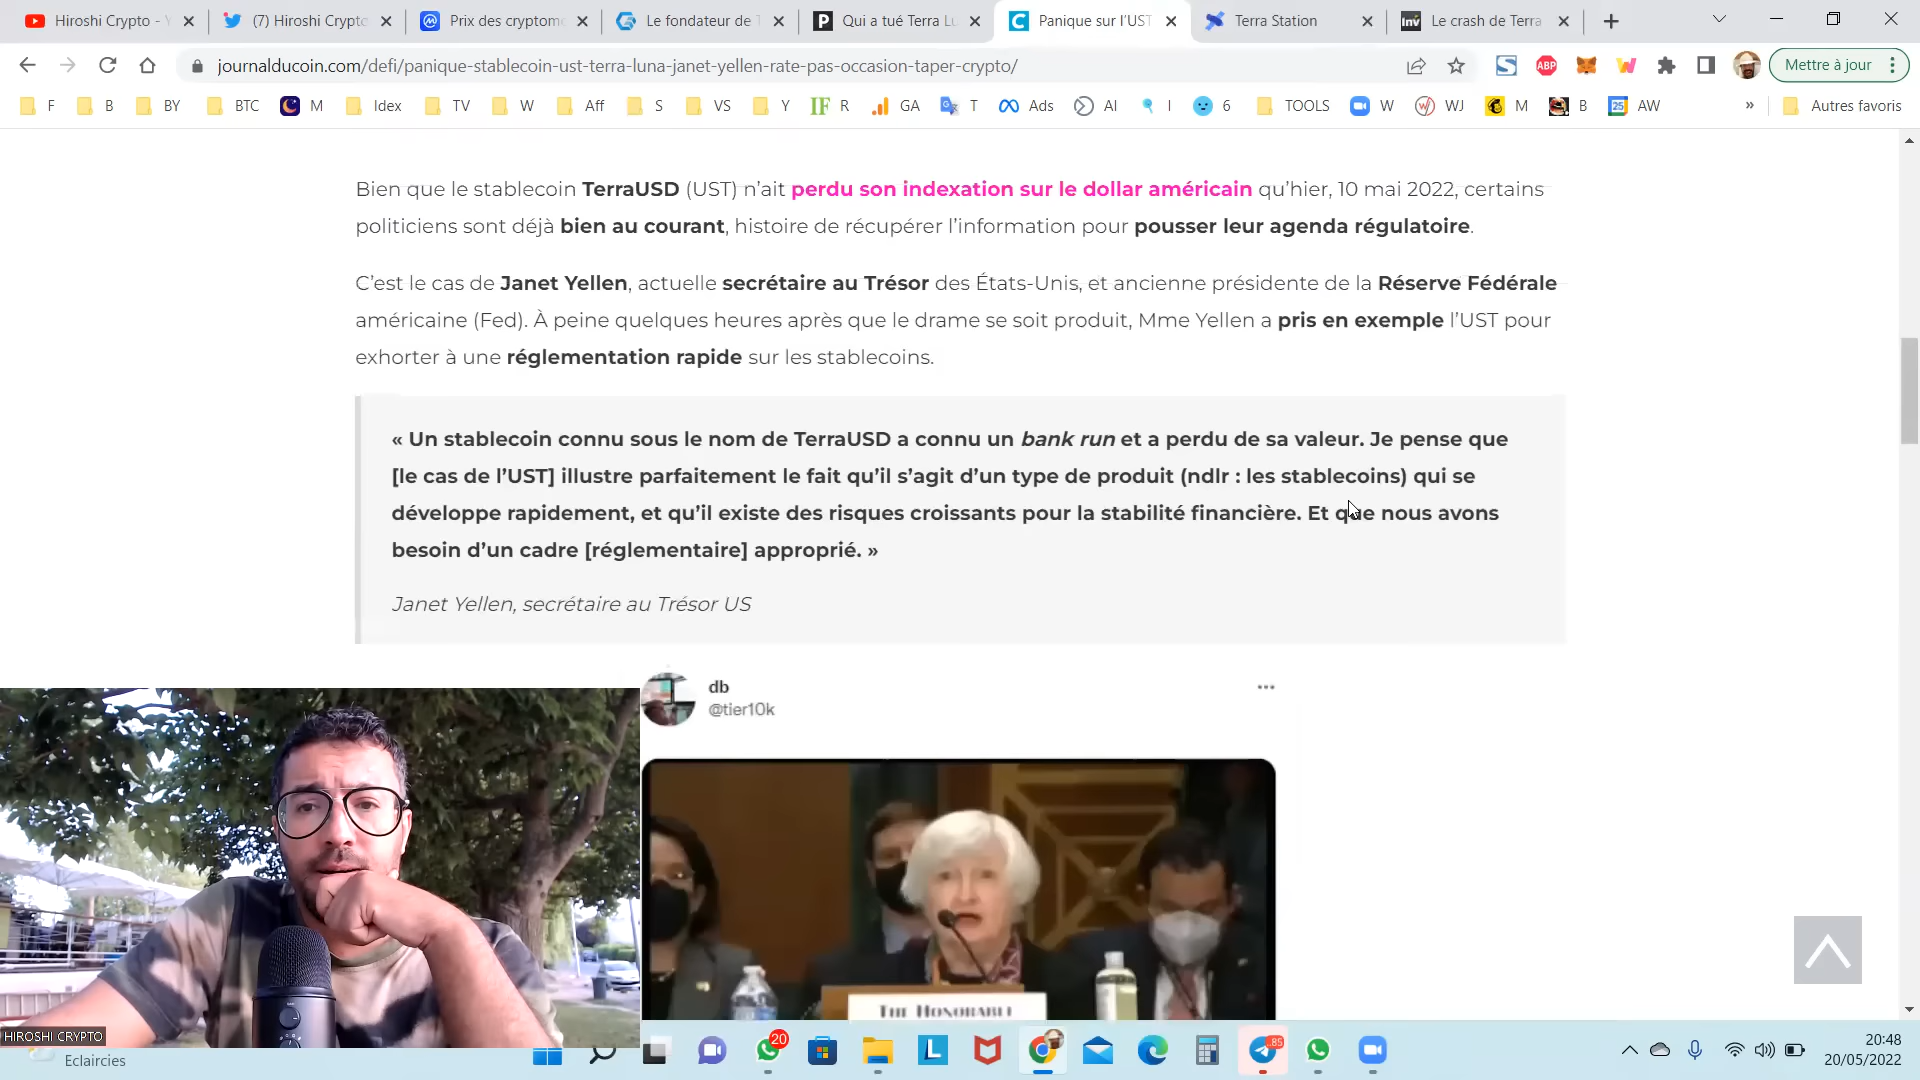 Hiroshi Crypto - Y
(7) Hiroshi Crypto
Prix des cryptomo
Le fondateur de T
Qui a tué Terra Lu
Panique sur l'UST
Terra Station
Inv
Le crash de Terra
journalducoin.com/defi/panique-stablecoin-ust-terra-luna-janet-yellen-rate-pas-occasion-taper-crypto/
ABP
Mettre à jour
F
B
BY
BTC
M
Idex
TV
W
Aff
S
VS
Y
IF R
GA
T
Ads
AI
I
6
TOOLS
W
WJ
M
B
25
AW
»
Autres favoris
Bien que le stablecoin TerraUSD (UST) n'ait perdu son indexation sur le dollar américain qu'hier, 10 mai 2022, certains
politiciens sont déjà bien au courant, histoire de récupérer l'information pour pousser leur agenda régulatoire.
C'est le cas de Janet Yellen, actuelle secrétaire au Trésor des États-Unis, et ancienne présidente de la Réserve Fédérale
américaine (Fed). À peine quelques heures après que le drame se soit produit, Mme Yellen a pris en exemple l'UST pour
exhorter à une réglementation rapide sur les stablecoins.
« Un stablecoin connu sous le nom de TerraUSD a connu un bank run et a perdu de sa valeur. Je pense que
[le cas de l'UST] illustre parfaitement le fait qu'il s'agit d'un type de produit (ndlr : les stablecoins) qui se
développe rapidement, et qu'il existe des risques croissants pour la stabilité financière. Et que nous avons
besoin d'un cadre [réglementaire] approprié. »
Janet Yellen, secrétaire au Trésor US
db
@tier10k
THE HONORABLE
HIROSHI CRYPTO
Eclaircies
20
L
85
20:48
20/05/2022